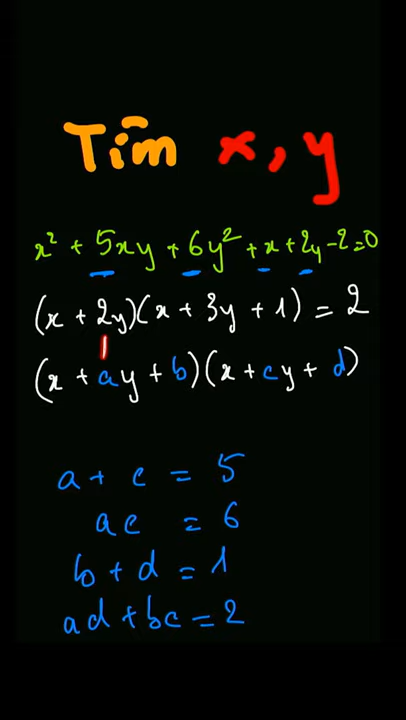 Tìm x, y
x² + 5xy + 6y² + x + 2y - 2 = 0
(x + 2y)(x + 3y + 1) = 2
(x + ay + b)(x + cy + d)
a + c = 5
ac = 6
b + d = 1
ad + bc = 2